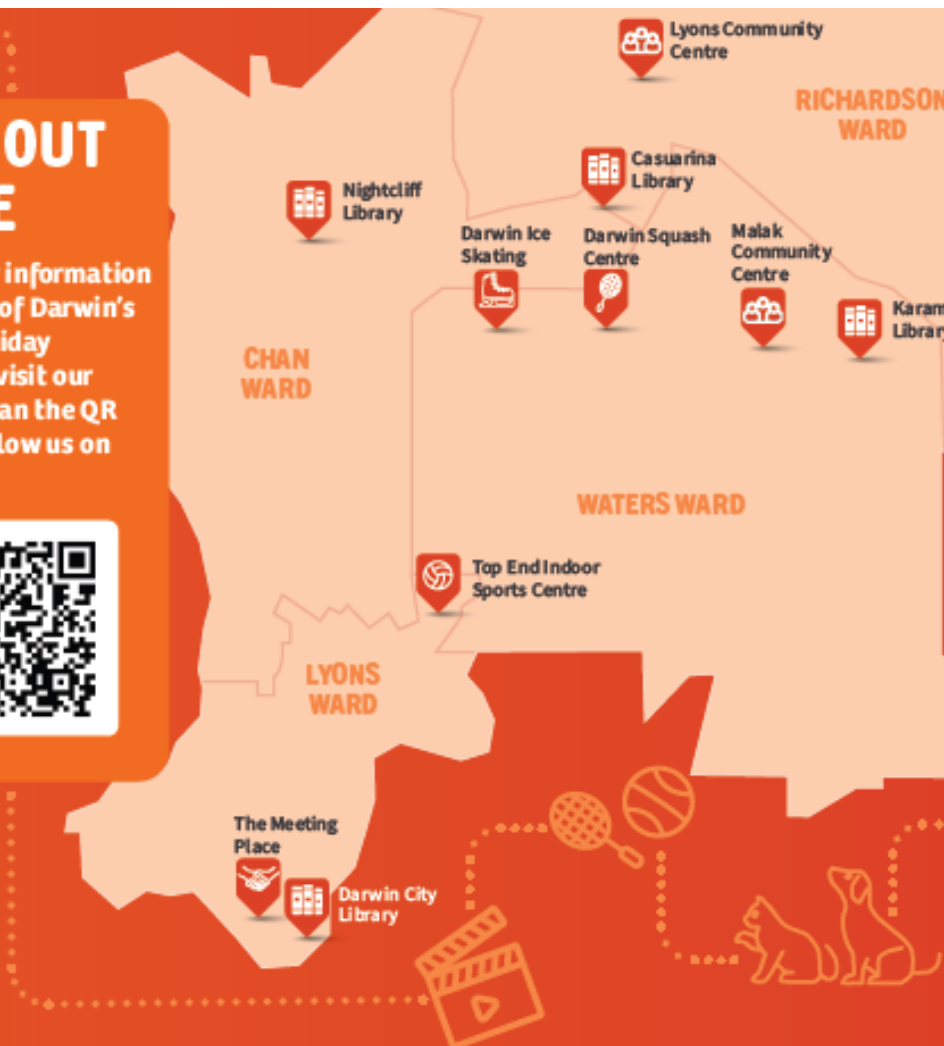 OUT
E
information
of Darwin's
iday
visit our
an the QR
low us on
Lyons Community
Centre
RICHARDSON
WARD
Casuarina
Library
Nightcliff
Library
Darwin Ice
Skating
Darwin Squash
Centre
Malak
Community
Centre
Karam
Library
CHAN
WARD
WATERS WARD
Top End Indoor
Sports Centre
LYONS
WARD
The Meeting
Place
Darwin City
Library